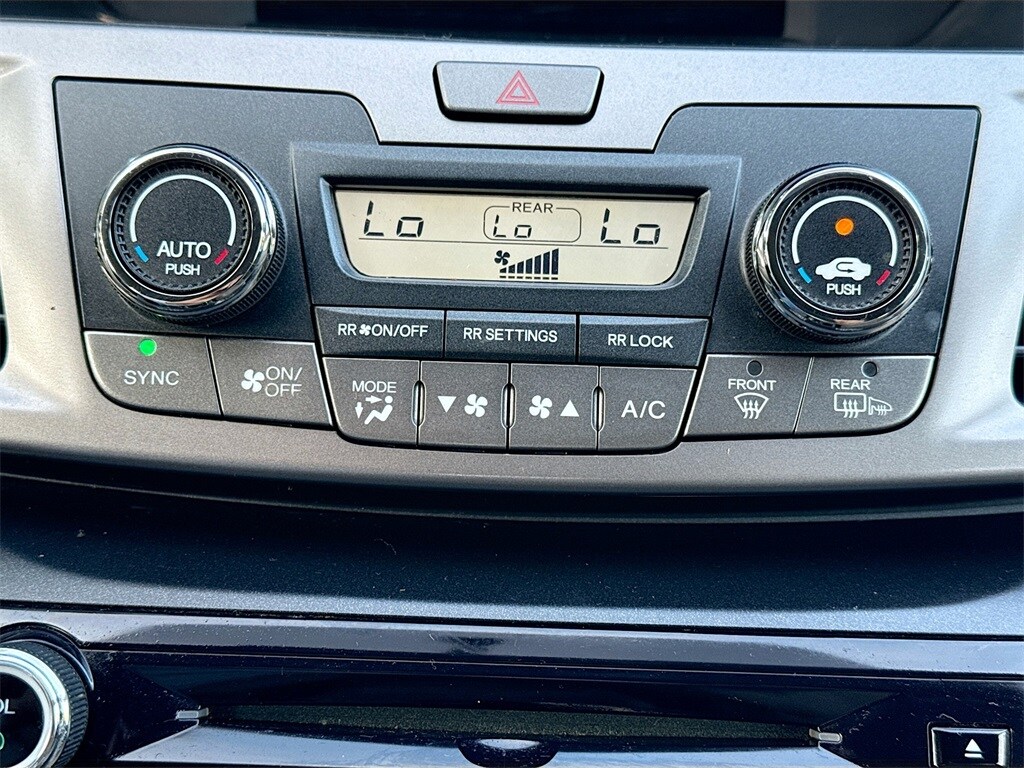 REAR
Lo Lo Lo
AUTO
PUSH
PUSH
RR ON/OFF RR SETTINGS RR LOCK
SYNC
ON/
OFF
MODE
A/C
FRONT
REAR
OL